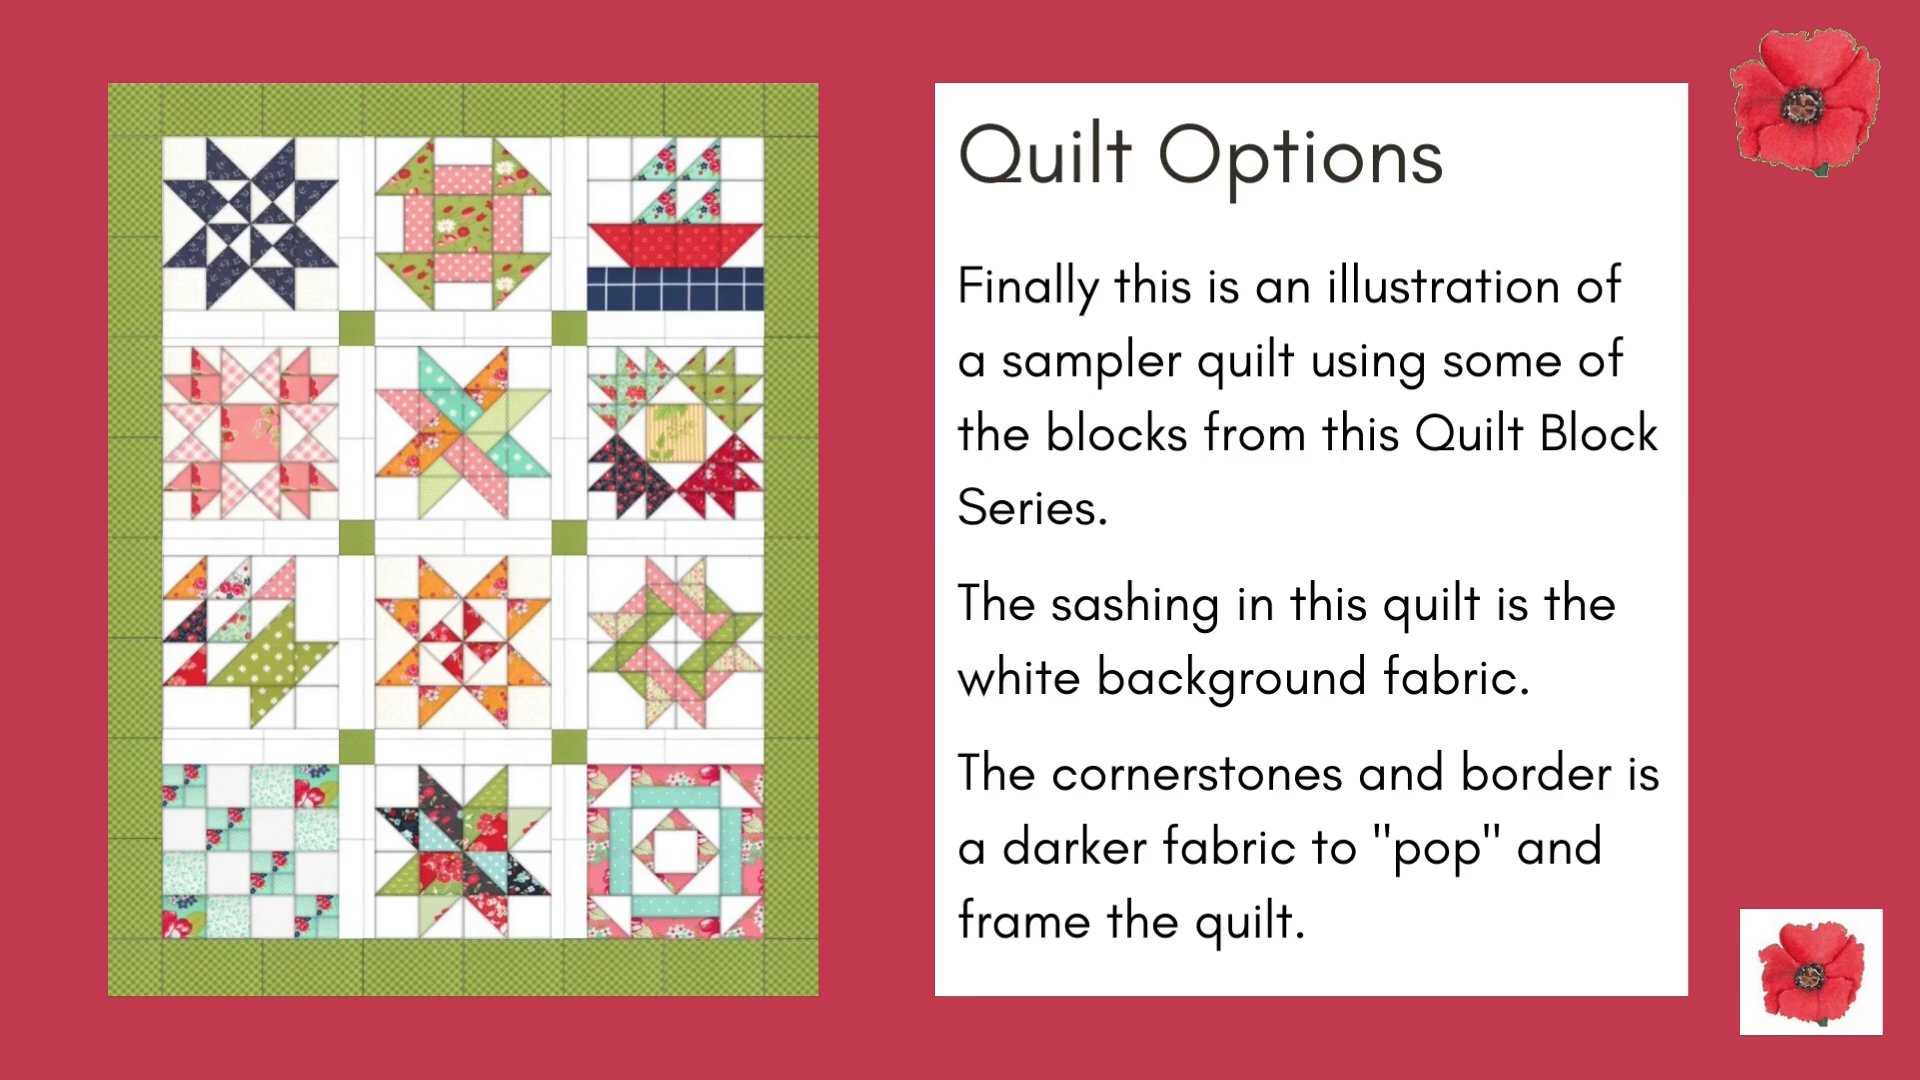 Quilt Options
Finally this is an illustration of
a sampler quilt using some of
the blocks from this Quilt Block
Series.
The sashing in this quilt is the
white background fabric.
The cornerstones and border is
a darker fabric to "pop" and
frame the quilt.